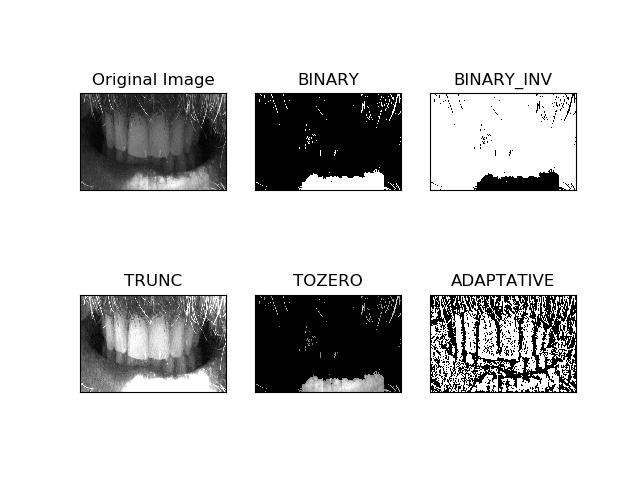 Original Image
BINARY
BINARY_INV
TRUNC
TOZERO
ADAPTATIVE